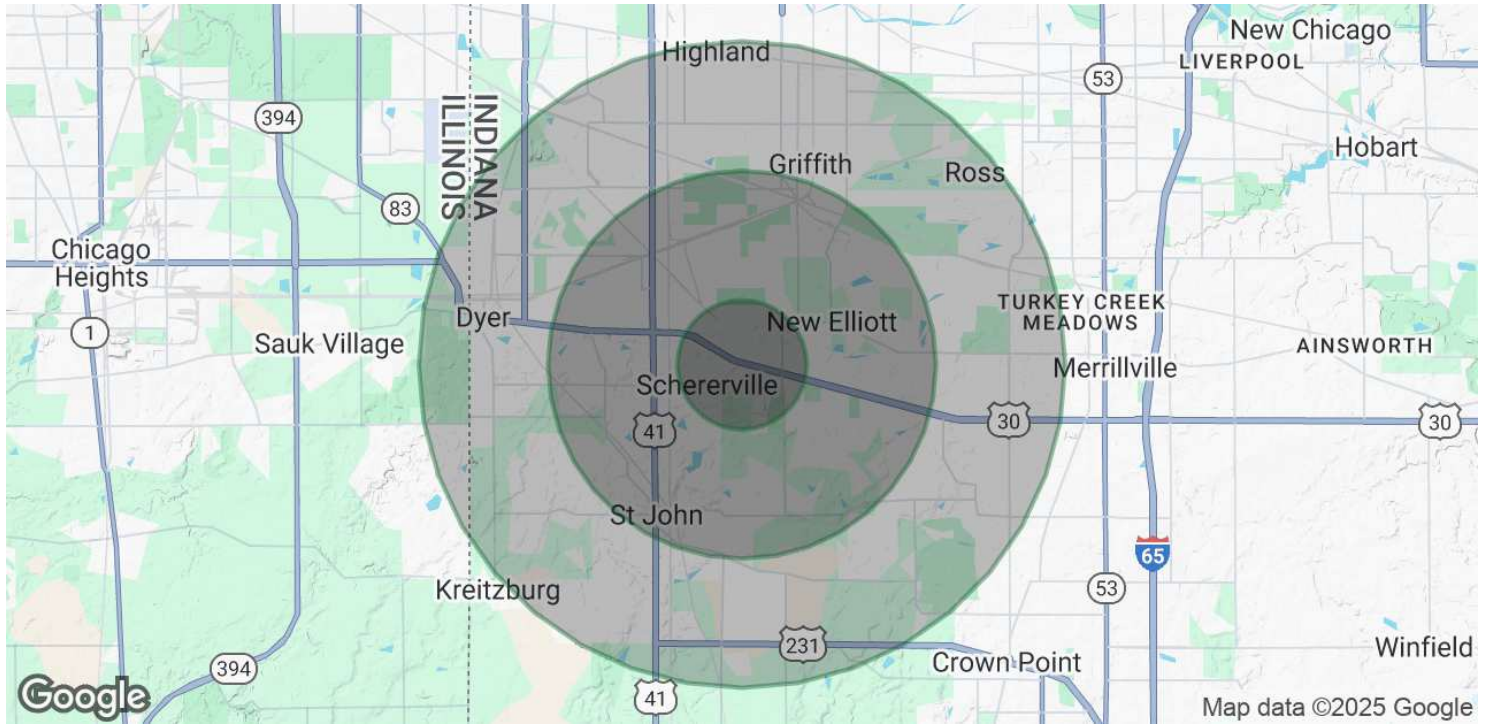 New Chicago
LIVERPOOL
Highland
53
394
INDIANA
ILLINOIS
Hobart
Griffith
Ross
83
Chicago
Heights
TURKEY CREEK
MEADOWS
Dyer
New Elliott
1
Sauk Village
AINSWORTH
Merrillville
Schererville
41
30
30
St John
65
Kreitzburg
53
231
Winfield
Crown Point
394
41
Google
Map data ©2025 Google